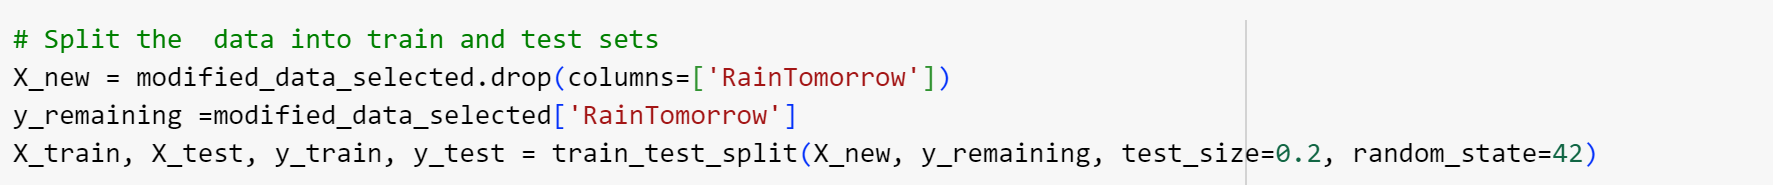 # Split the  data into train and test sets
X_new = modified_data_selected.drop(columns=['RainTomorrow'])
y_remaining =modified_data_selected['RainTomorrow']
X_train, X_test, y_train, y_test = train_test_split(X_new, y_remaining, test_size=0.2, random_state=42)